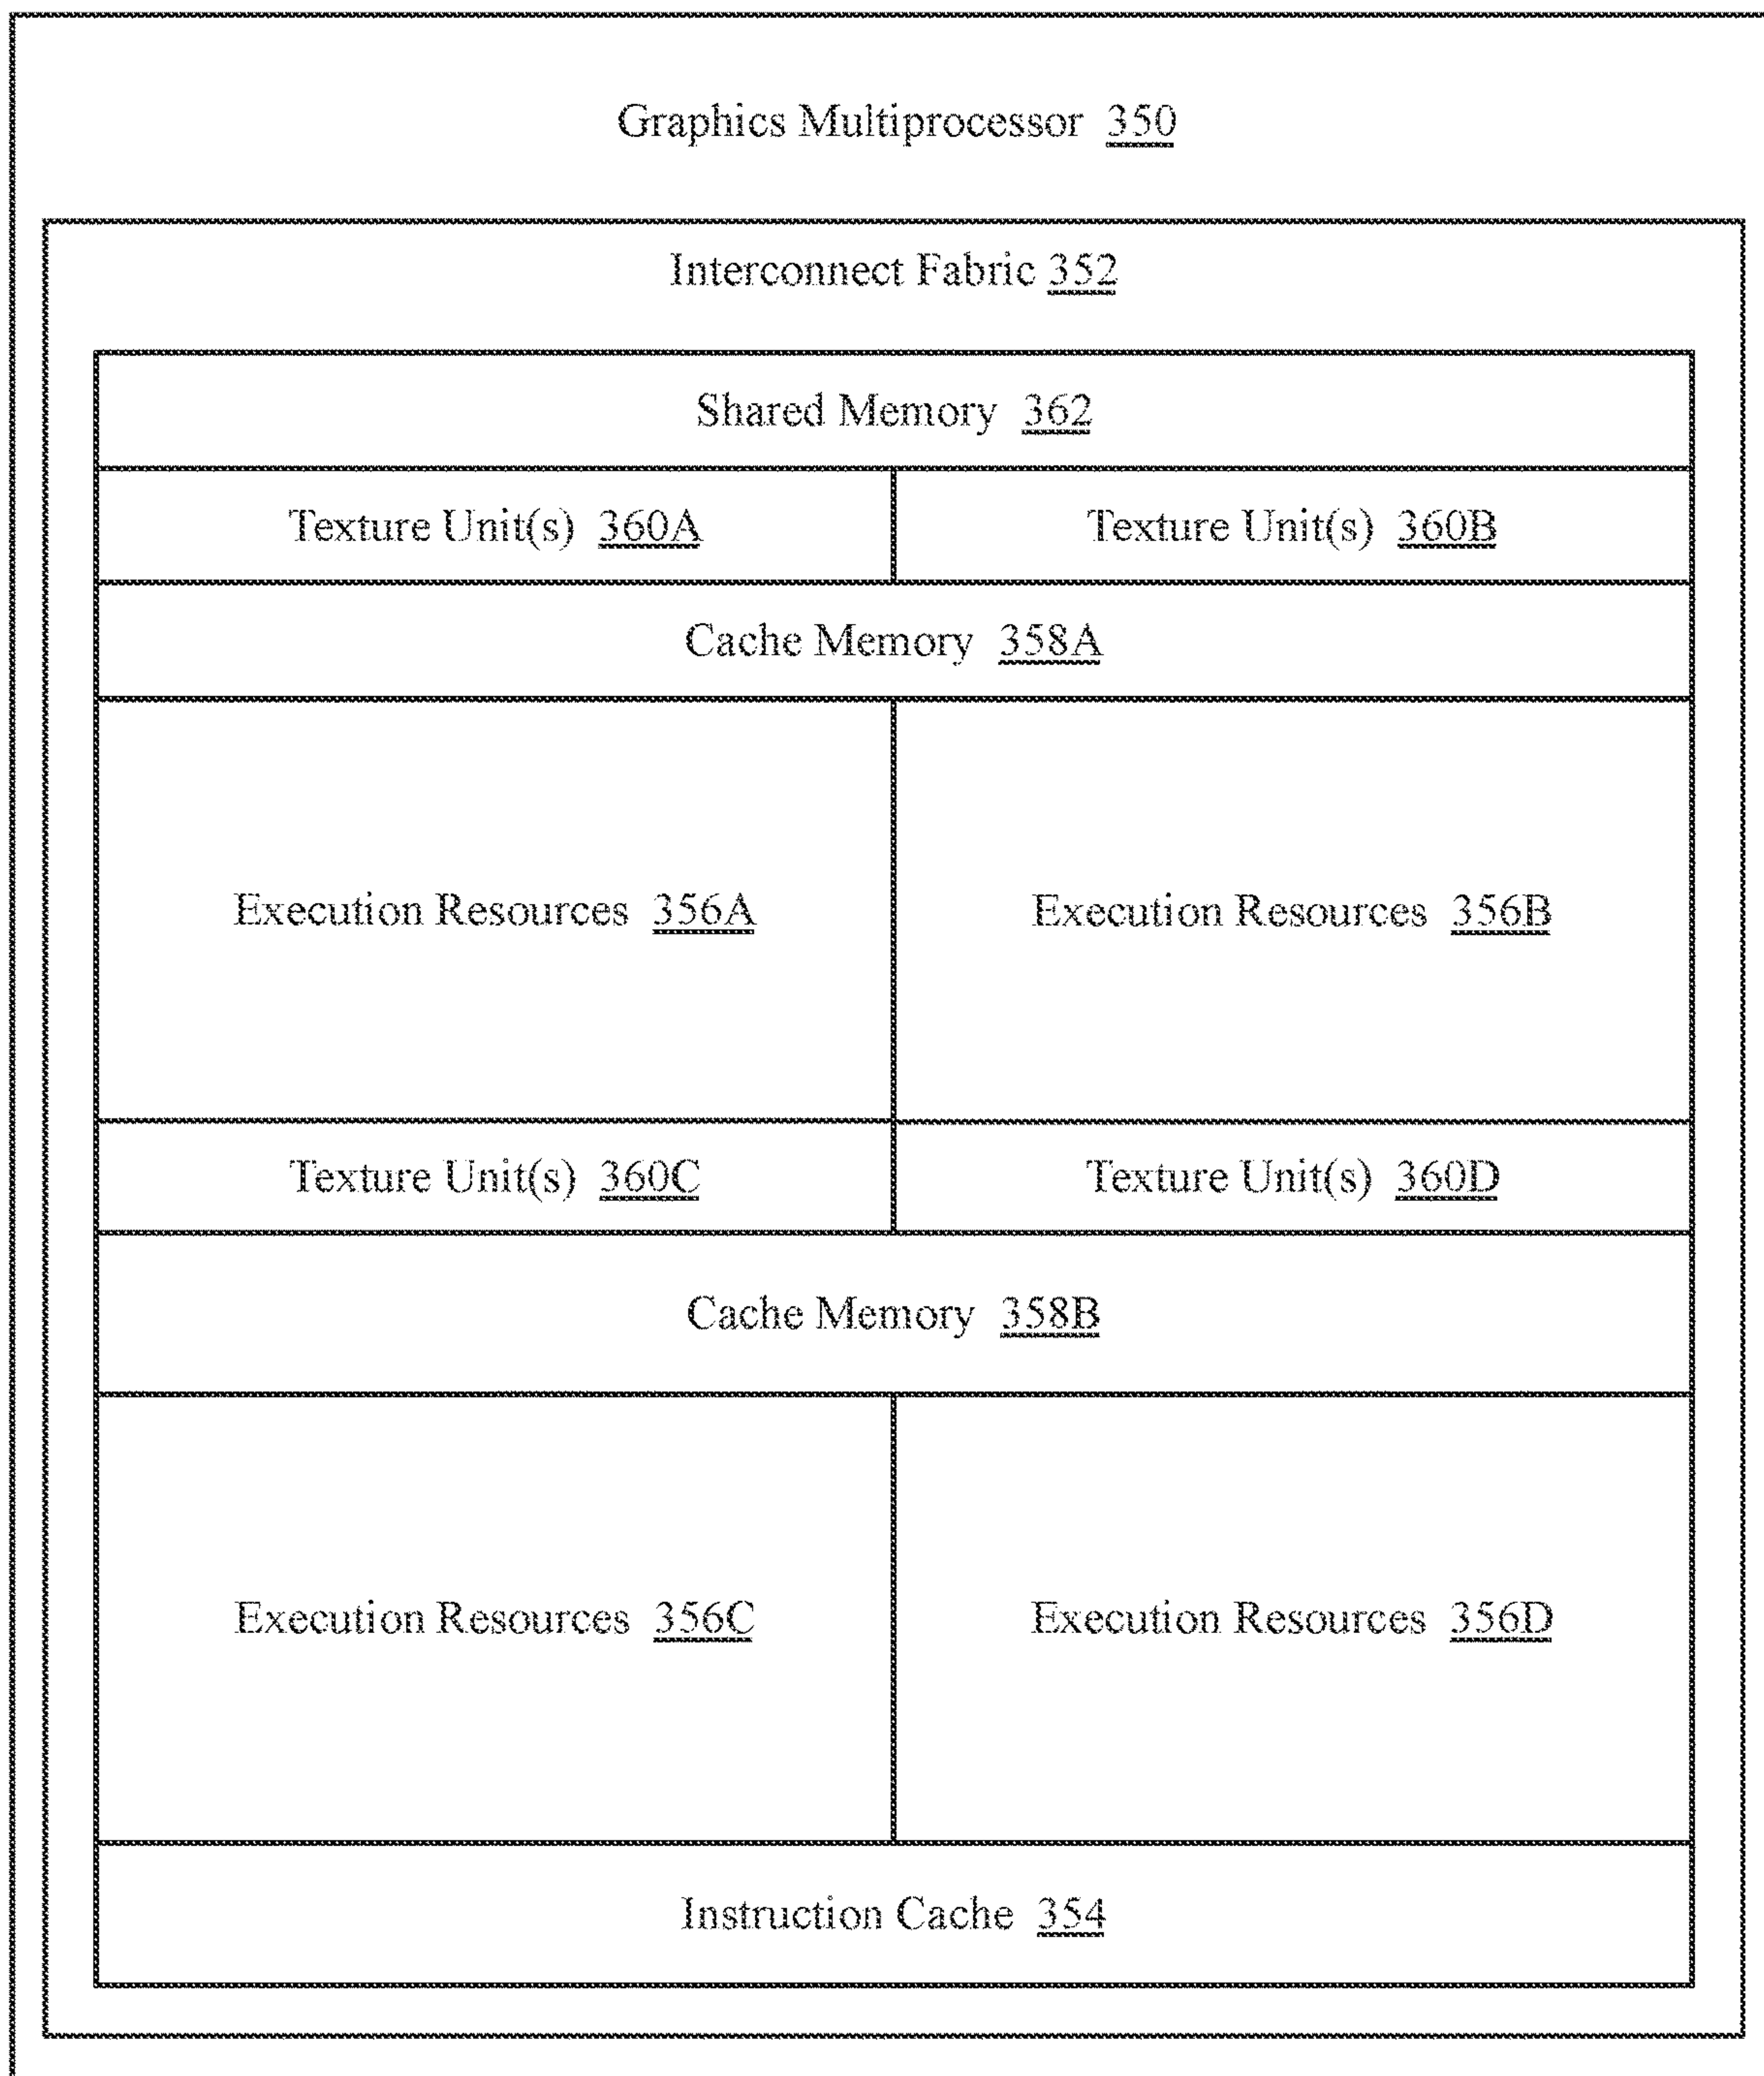 Graphics Multiprocessor 350
Interconnect Fabric 352
Shared Memory 362
Texture Unit(s) 360A
Texture Unit(s) 360B
Cache Memory 358A
Execution Resources 356A
Execution Resources 356B
Texture Unit(s) 360C
Texture Unit(s) 360D
Cache Memory 358B
Execution Resources 356C
Execution Resources 356D
Instruction Cache 354